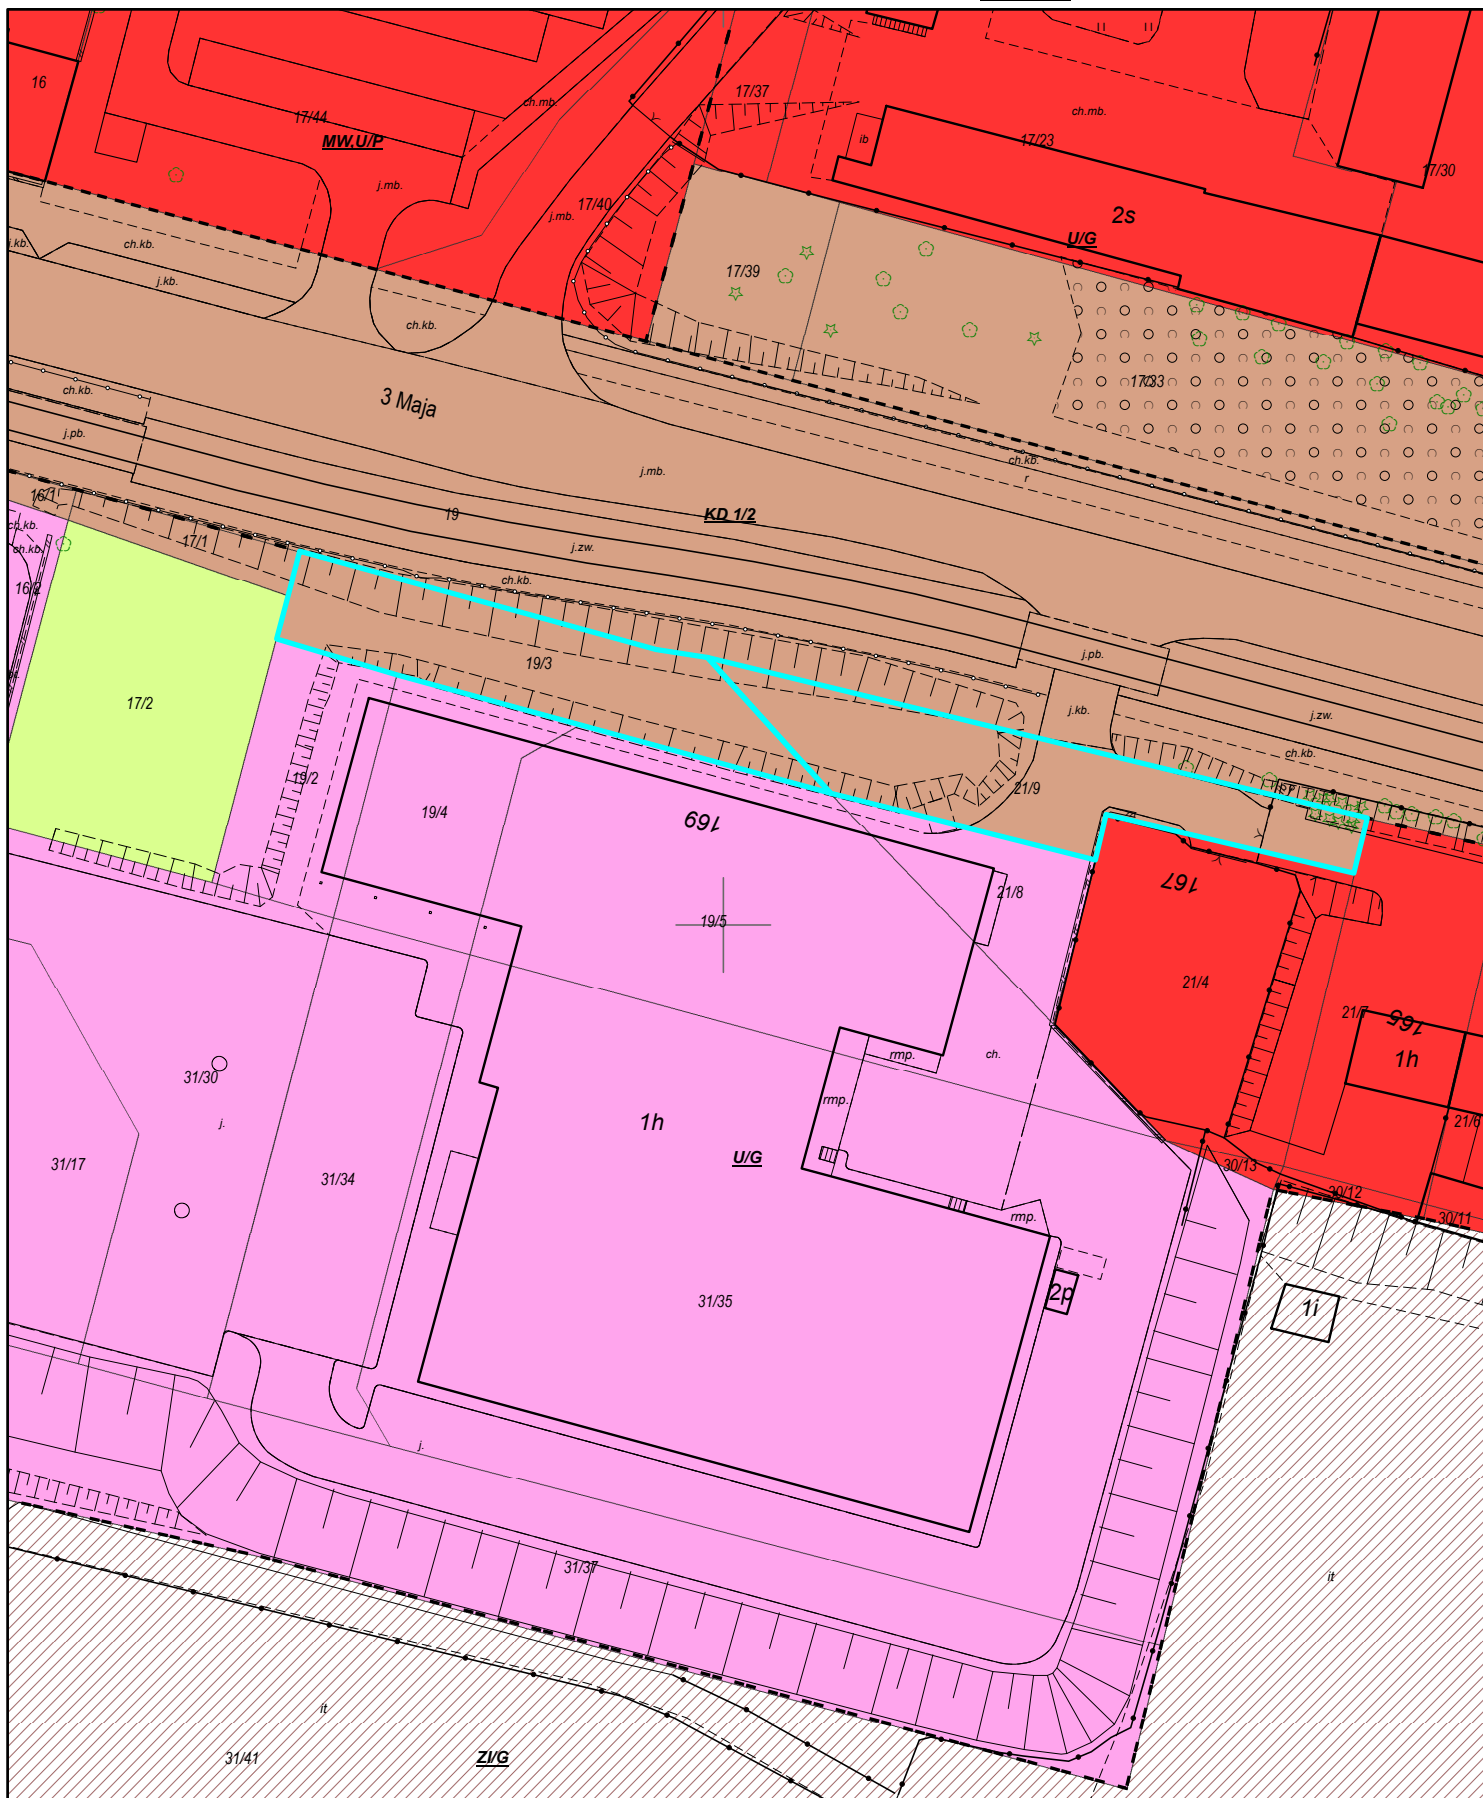 16
17/44
MW,U/P
j.mb.
ch.mb.
17/37
ch.mb.
ib
17/23
17/30
17/40
j.mb.
2s
U/G
j.kb.
ch.kb.
j.kb.
17/39
ch.kb.
17/33
ch.kb.
3 Maja
j.pb.
j.mb.
ch.kb.
r
16/1
19
KD 1/2
ch.kb.
17/1
j.zw.
ch.kb.
16/2
ch.kb.
19/3
j.pb.
17/2
j.kb.
j.zw.
ch.kb.
19/2
21/9
19/4
169
167
21/8
19/5
21/4
21/7
165
1h
rmp.
ch.
31/30
rmp.
j.
1h
21/6
31/17
31/34
U/G
30/13
30/12
rmp.
30/11
31/35
2p
1i
j.
31/37
it
it
31/41
ZI/G